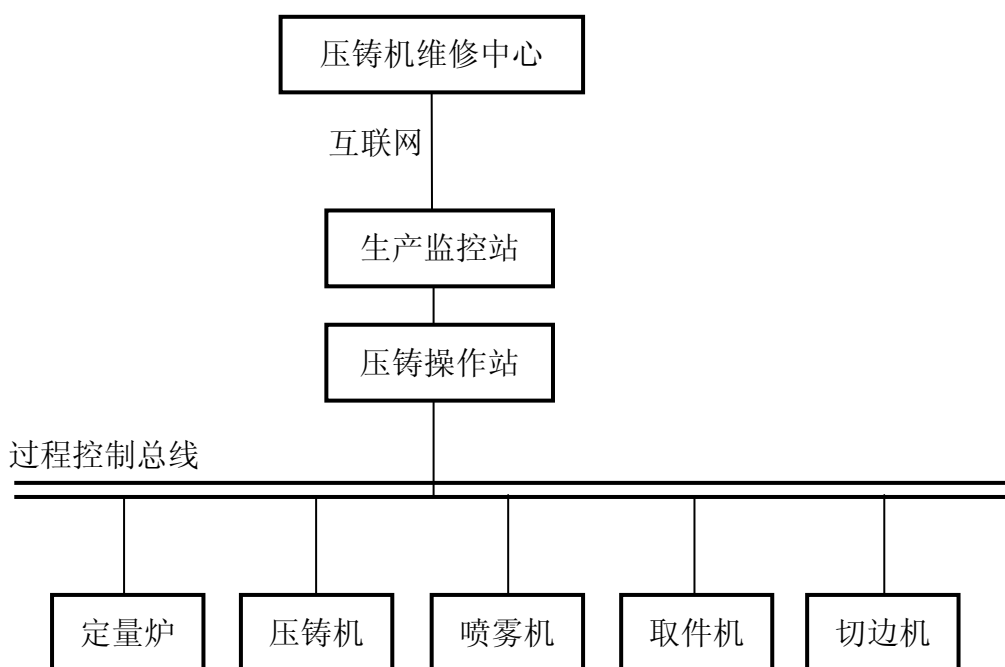 压铸机维修中心
互联网
生产监控站
压铸操作站
过程控制总线
定量炉
压铸机
喷雾机
取件机
切边机